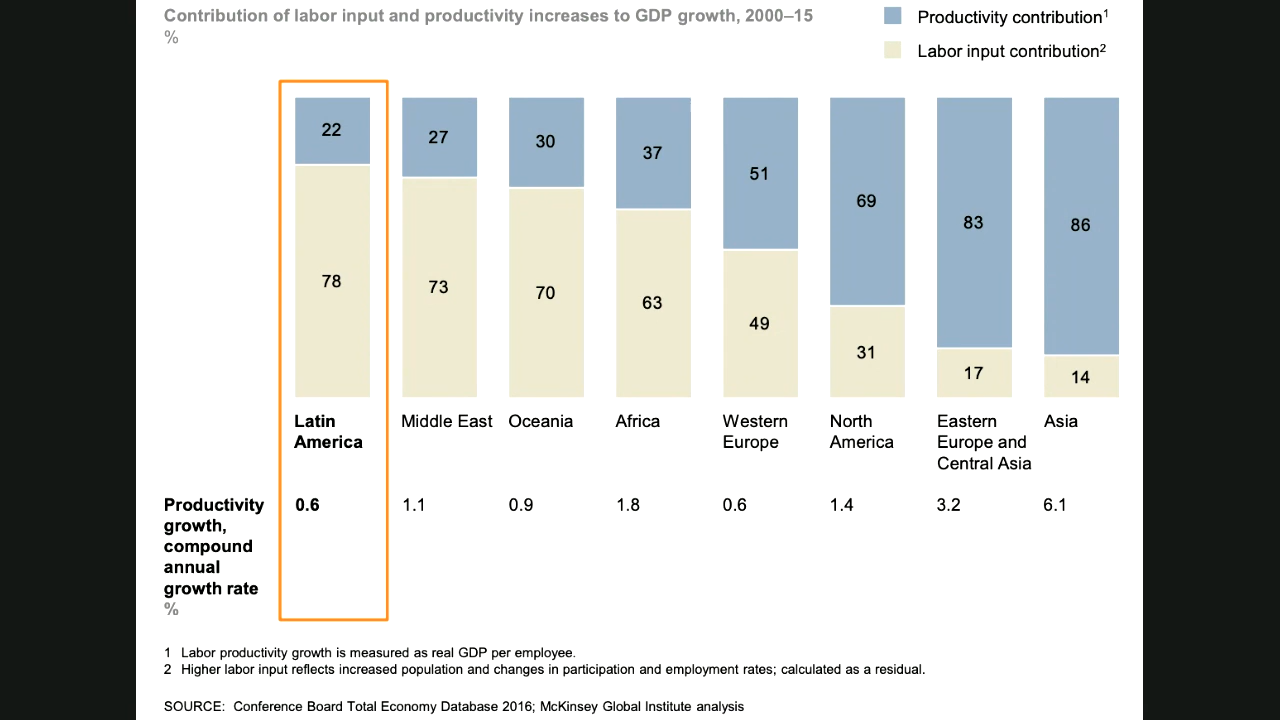 Contribution of labor input and productivity increases to GDP growth, 2000–15
%
Productivity contribution1
Labor input contribution2
22 27 30 37 51 69 83 86
78 73 70 63 49 31 17 14
Latin America
Middle East
Oceania
Africa
Western Europe
North America
Eastern Europe and Central Asia
Asia
Productivity growth, compound annual growth rate
%
0.6 1.1 0.9 1.8 0.6 1.4 3.2 6.1
1 Labor productivity growth is measured as real GDP per employee.
2 Higher labor input reflects increased population and changes in participation and employment rates; calculated as a residual.
SOURCE: Conference Board Total Economy Database 2016; McKinsey Global Institute analysis